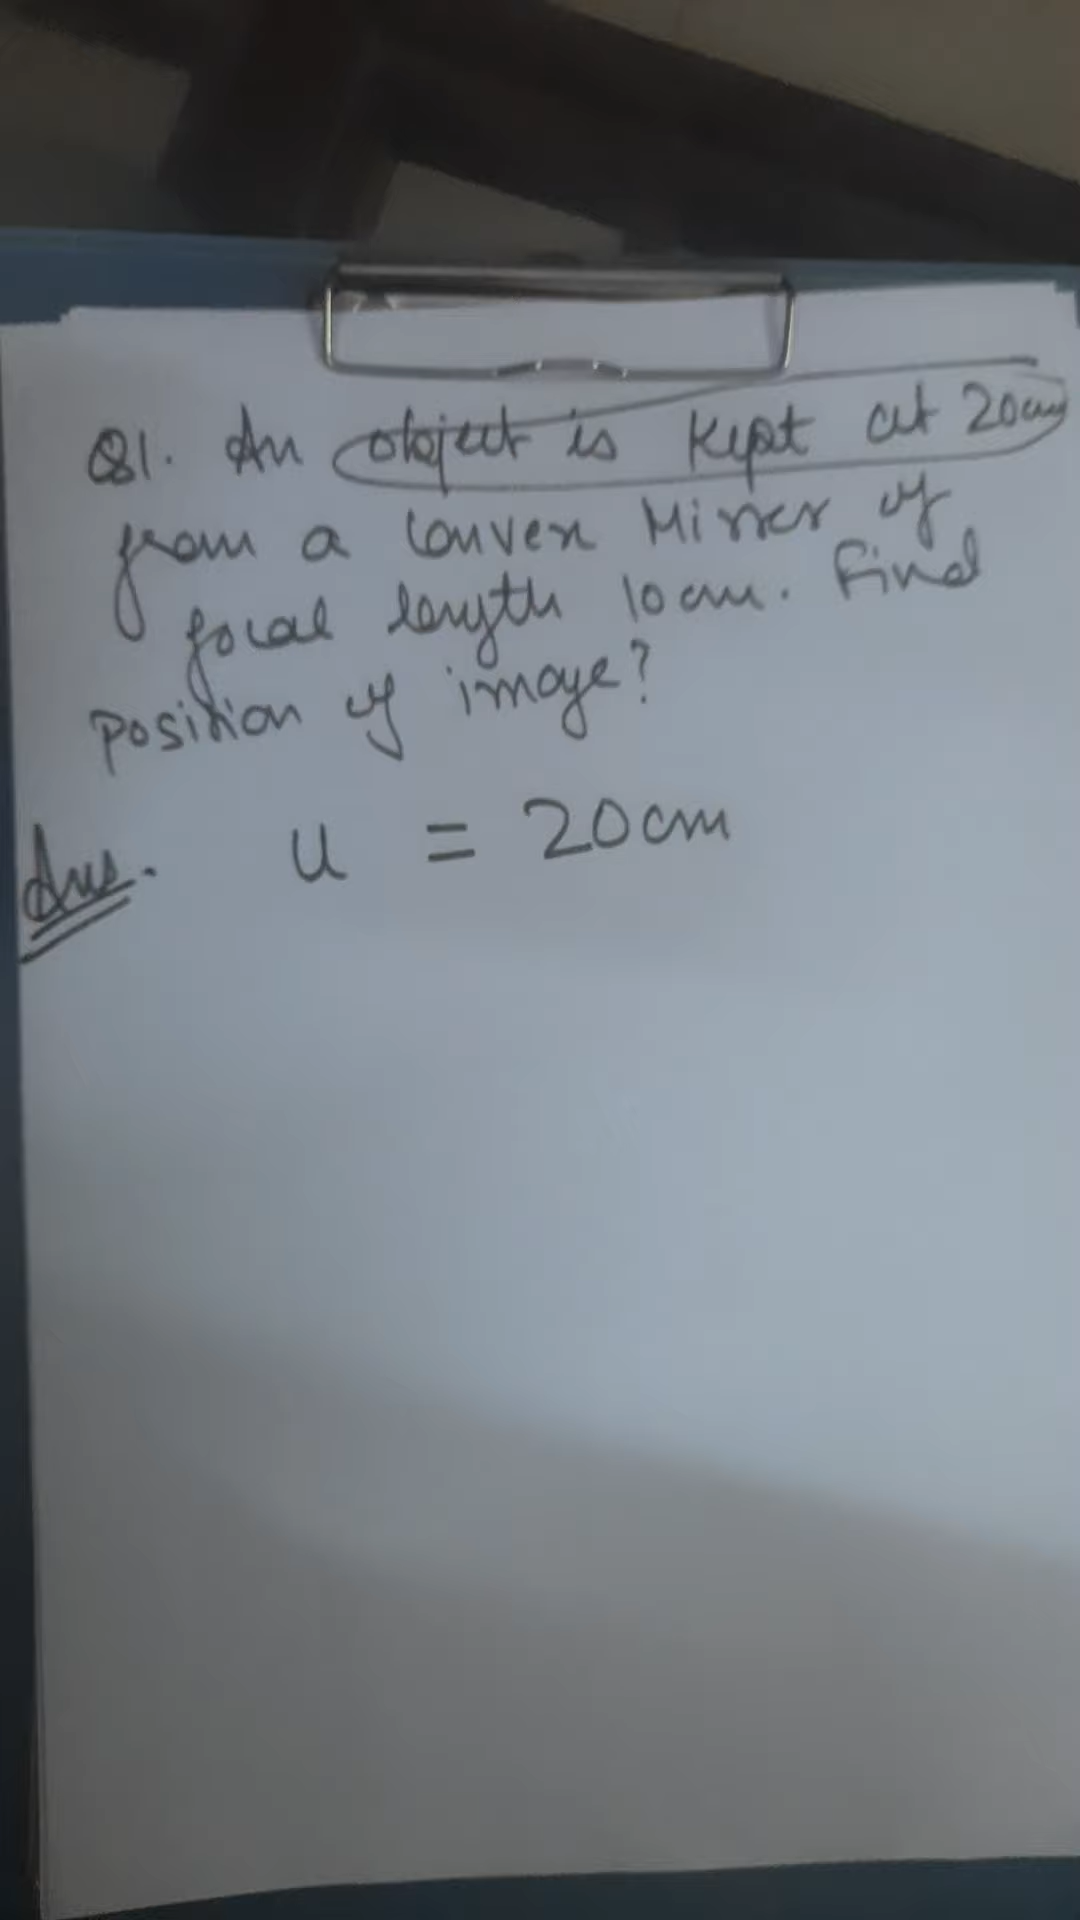 Q1. An object is kept at 20cm
from a convex Mirror of
focal length 10cm. Find
position of image?
Ans. u = 20cm